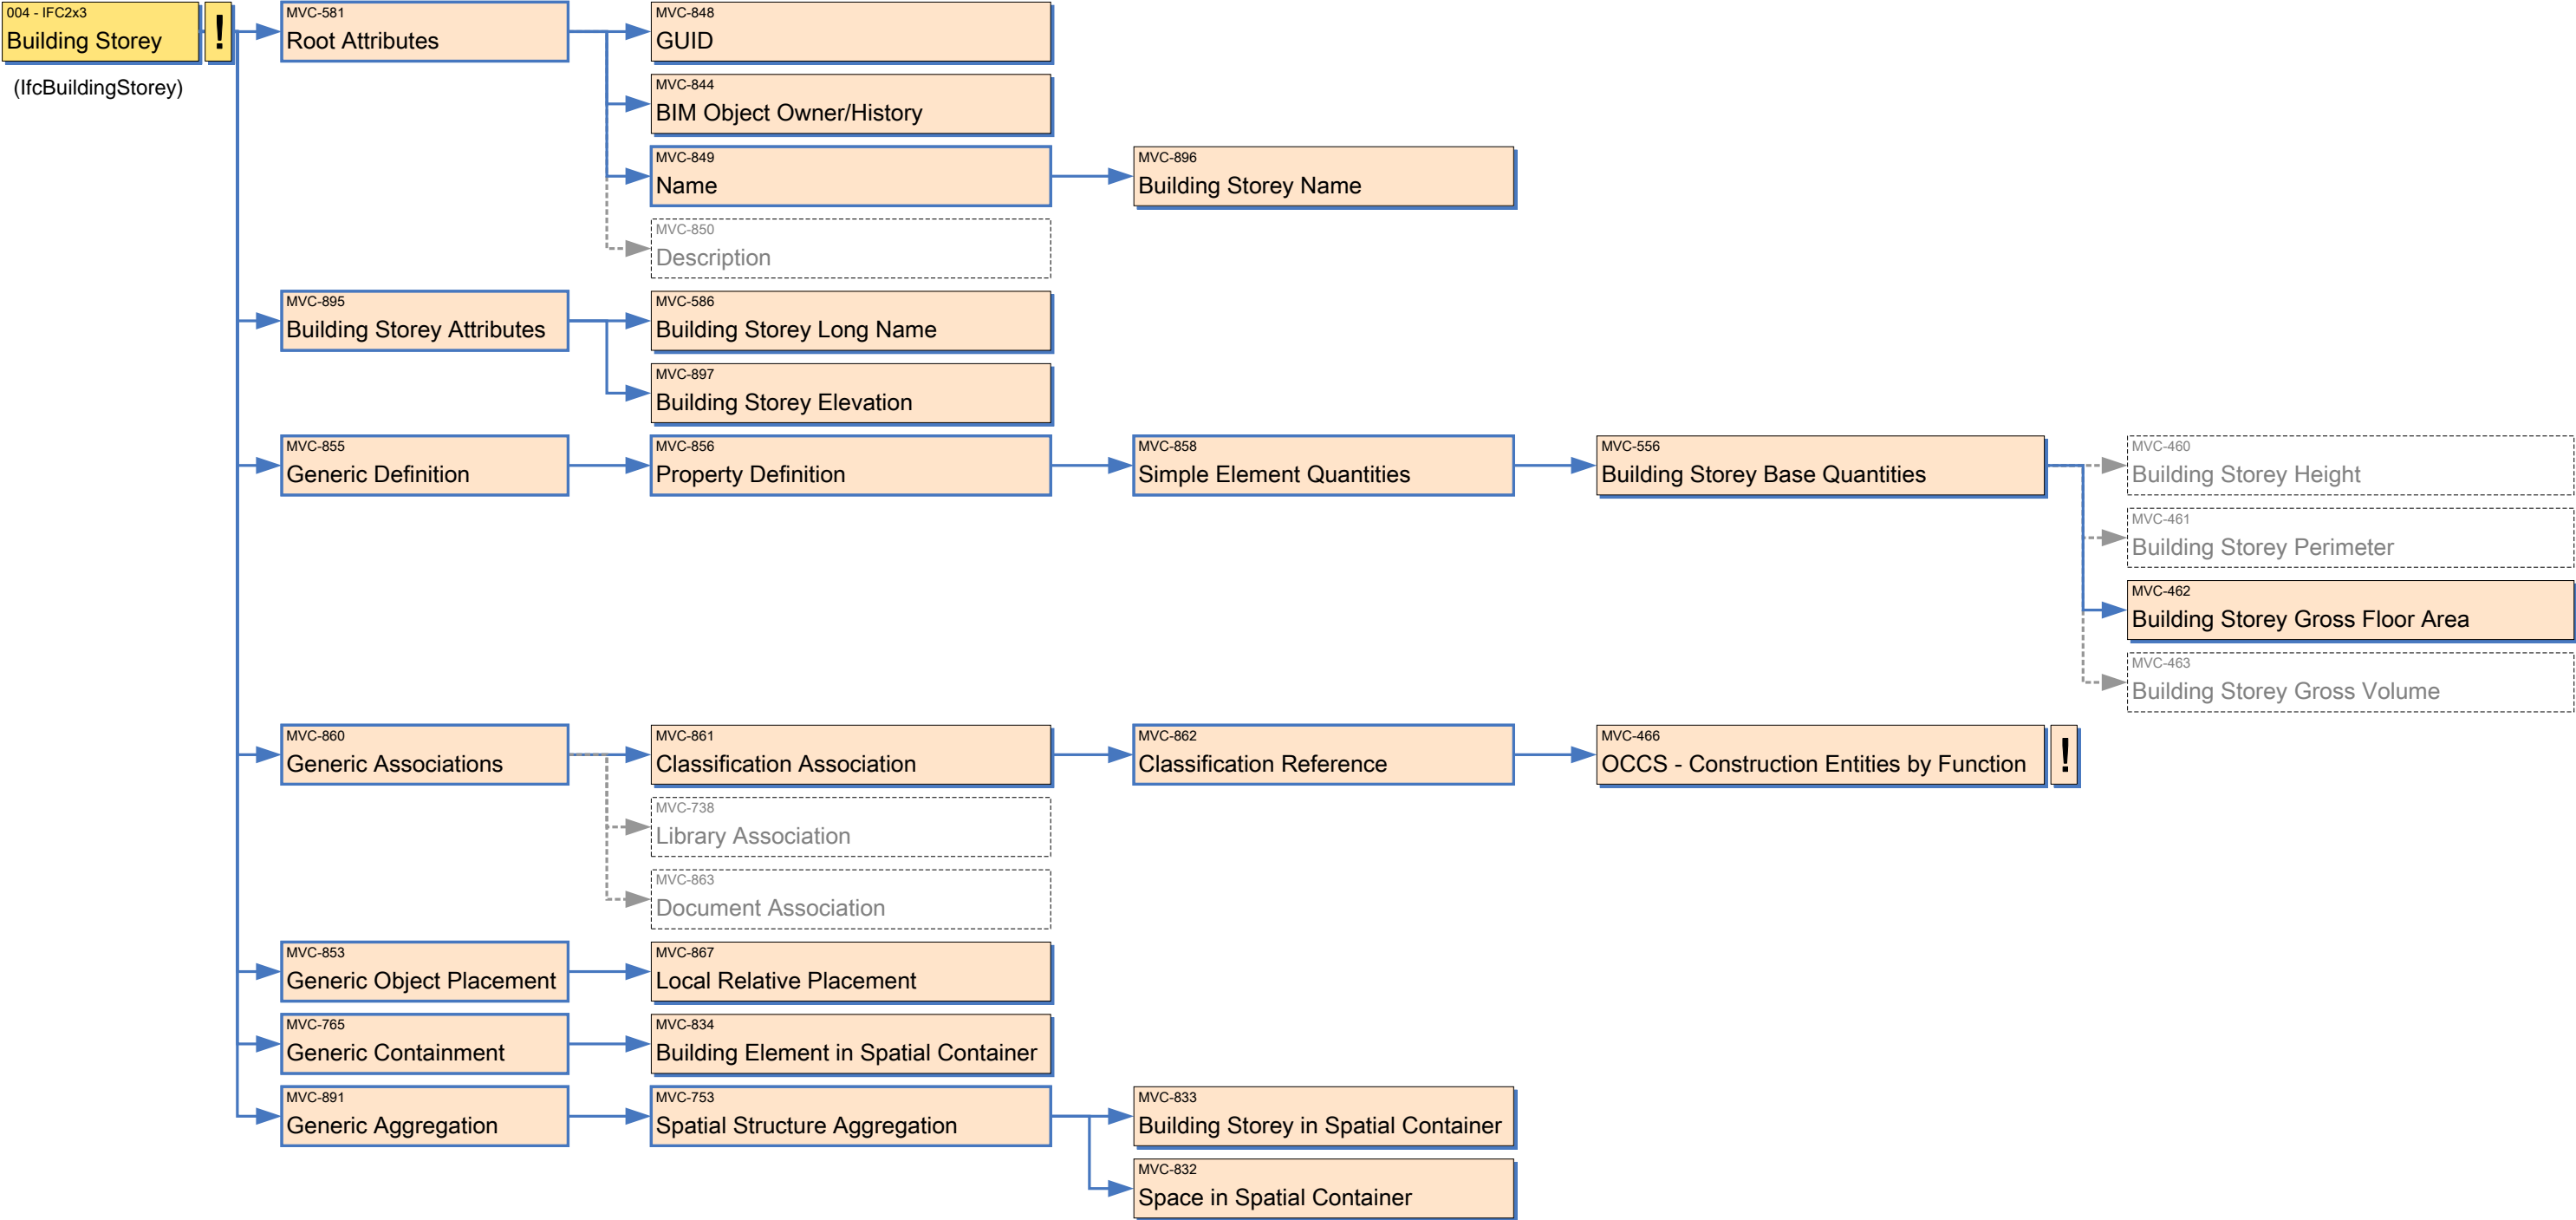 004 - IFC2x3
Building Storey
!
(IfcBuildingStorey)
MVC-581
Root Attributes
MVC-848
GUID
MVC-844
BIM Object Owner/History
MVC-849
Name
MVC-896
Building Storey Name
MVC-850
Description
MVC-895
Building Storey Attributes
MVC-586
Building Storey Long Name
MVC-897
Building Storey Elevation
MVC-855
Generic Definition
MVC-856
Property Definition
MVC-858
Simple Element Quantities
MVC-556
Building Storey Base Quantities
MVC-460
Building Storey Height
MVC-461
Building Storey Perimeter
MVC-462
Building Storey Gross Floor Area
MVC-463
Building Storey Gross Volume
MVC-860
Generic Associations
MVC-861
Classification Association
MVC-862
Classification Reference
MVC-466
OCCS - Construction Entities by Function
!
MVC-738
Library Association
MVC-863
Document Association
MVC-853
Generic Object Placement
MVC-867
Local Relative Placement
MVC-765
Generic Containment
MVC-834
Building Element in Spatial Container
MVC-891
Generic Aggregation
MVC-753
Spatial Structure Aggregation
MVC-833
Building Storey in Spatial Container
MVC-832
Space in Spatial Container